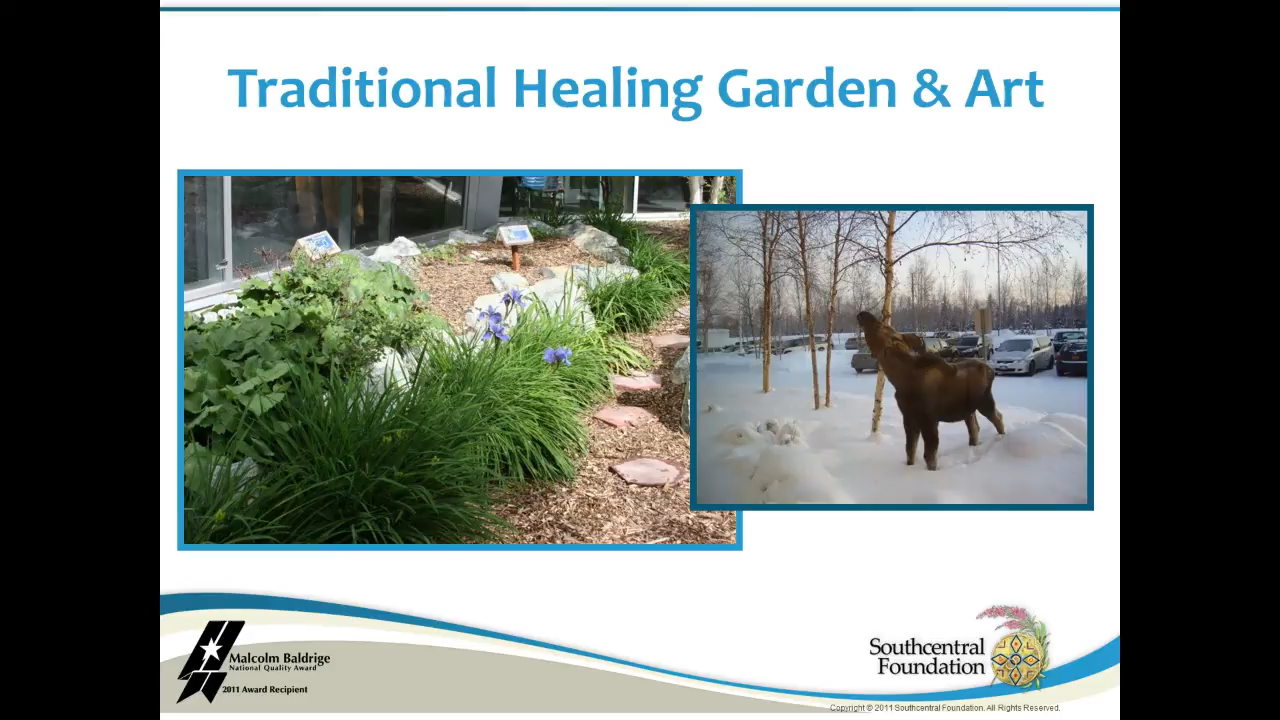 Traditional Healing Garden & Art
Malcolm Baldrige
National Quality Award
2011 Award Recipient
Southcentral
Foundation
Copyright © 2011 Southcentral Foundation. All Rights Reserved.